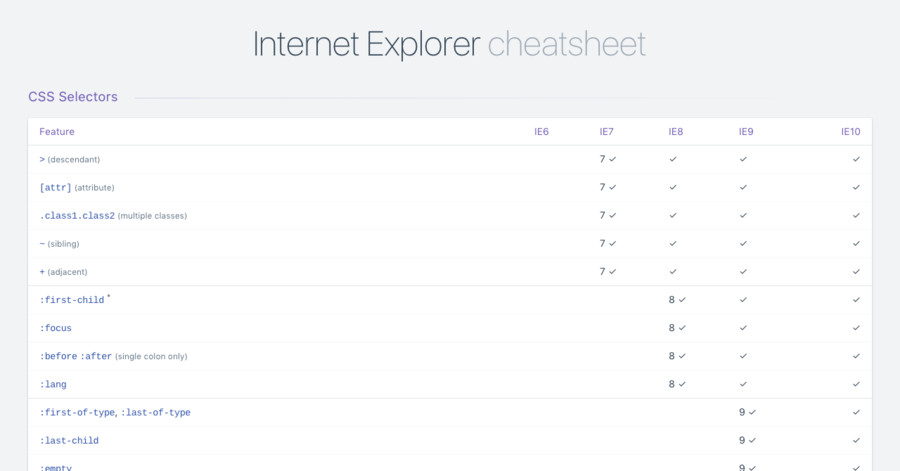 Internet Explorer cheatsheet
CSS Selectors
Feature IE6 IE7 IE8 IE9 IE10
> (descendant) 7 ✓ ✓ ✓ ✓
[attr] (attribute) 7 ✓ ✓ ✓ ✓
.class1.class2 (multiple classes) 7 ✓ ✓ ✓ ✓
~ (sibling) 7 ✓ ✓ ✓ ✓
+ (adjacent) 7 ✓ ✓ ✓ ✓
:first-child * 8 ✓ ✓ ✓
:focus 8 ✓ ✓ ✓
:before :after (single colon only) 8 ✓ ✓ ✓
:lang 8 ✓ ✓ ✓
:first-of-type, :last-of-type 9 ✓ ✓
:last-child 9 ✓ ✓
:empty 9 ✓ ✓